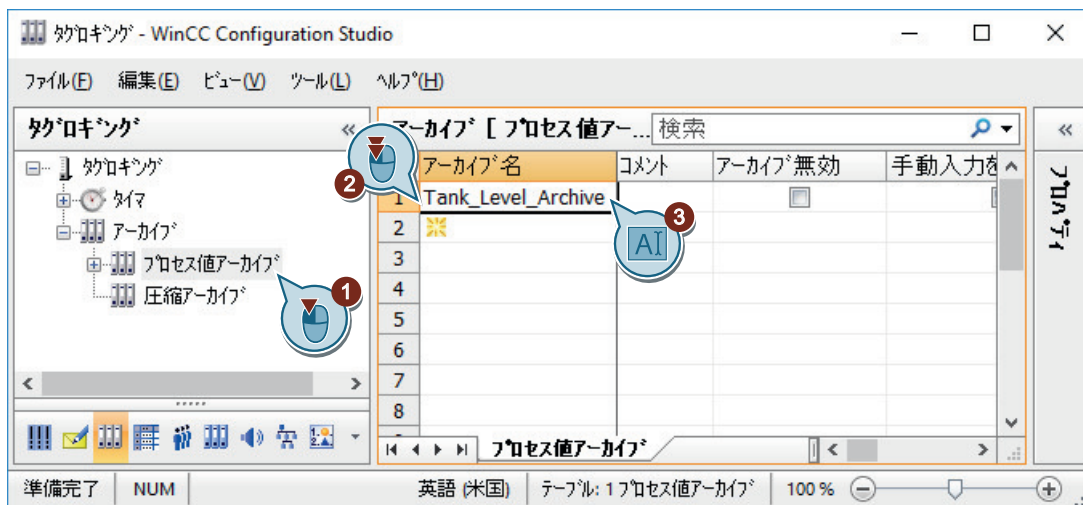 ﾀｸﾞﾛｷﾞﾝｸﾞ - WinCC Configuration Studio
ﾌｧｲﾙ(F) 編集(E) ﾋﾞｭｰ(V) ﾂｰﾙ(L) ﾍﾙﾌﾟ(H)
ﾀｸﾞﾛｷﾞﾝｸﾞ «
ﾀｸﾞﾛｷﾞﾝｸﾞ
ﾀｲﾏ
ｱｰｶｲﾌﾞ
ﾌﾟﾛｾｽ値ｱｰｶｲﾌﾞ
圧縮ｱｰｶｲﾌﾞ
1
ｱｰｶｲﾌﾞ [ ﾌﾟﾛｾｽ値ｱｰ... 検索
2
ｱｰｶｲﾌﾞ名 ｺﾒﾝﾄ ｱｰｶｲﾌﾞ無効 手動入力を
1 Tank_Level_Archive
3
AI
2
3
4
5
6
7
8
ﾌﾟﾛｾｽ値ｱｰｶｲﾌﾞ
«
ﾌﾟﾛﾊﾟﾃｨ
準備完了 NUM 英語 (米国) ﾃｰﾌﾞﾙ: 1 ﾌﾟﾛｾｽ値ｱｰｶｲﾌﾞ 100 %